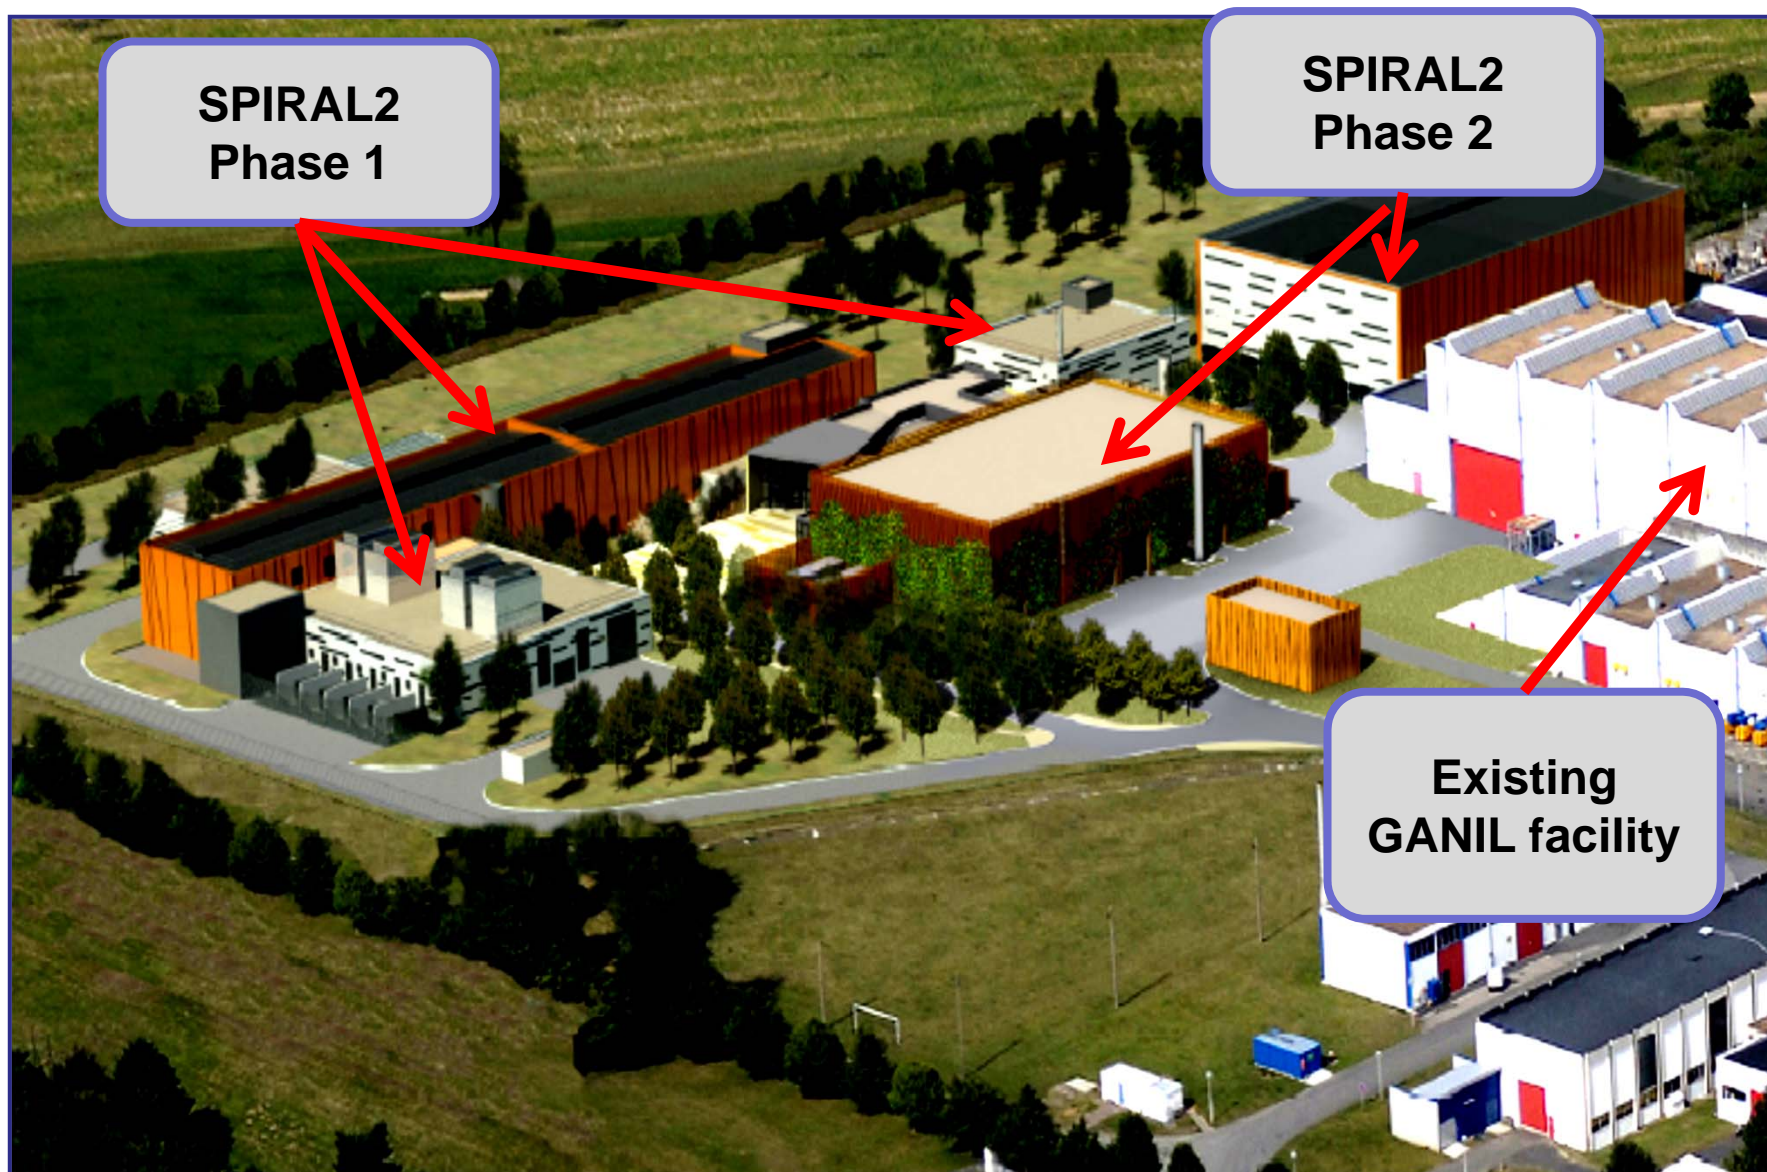 SPIRAL2
Phase 1
SPIRAL2
Phase 2
Existing
GANIL facility